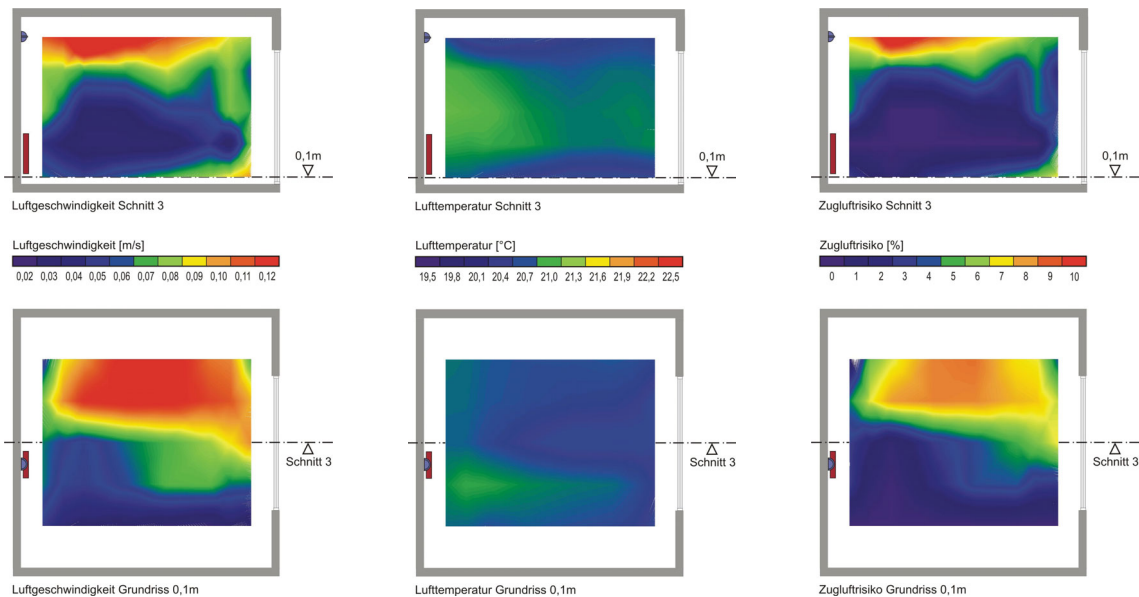 0,1m
0,1m
0,1m
Luftgeschwindigkeit Schnitt 3
Lufttemperatur Schnitt 3
Zugluftrisiko Schnitt 3
Luftgeschwindigkeit [m/s]
Lufttemperatur [°C]
Zugluftrisiko [%]
0,02 0,03 0,04 0,05 0,06 0,07 0,08 0,09 0,10 0,11 0,12
19,5 19,8 20,1 20,4 20,7 21,0 21,3 21,6 21,9 22,2 22,5
0 1 2 3 4 5 6 7 8 9 10
Schnitt 3
Schnitt 3
Schnitt 3
Luftgeschwindigkeit Grundriss 0,1m
Lufttemperatur Grundriss 0,1m
Zugluftrisiko Grundriss 0,1m